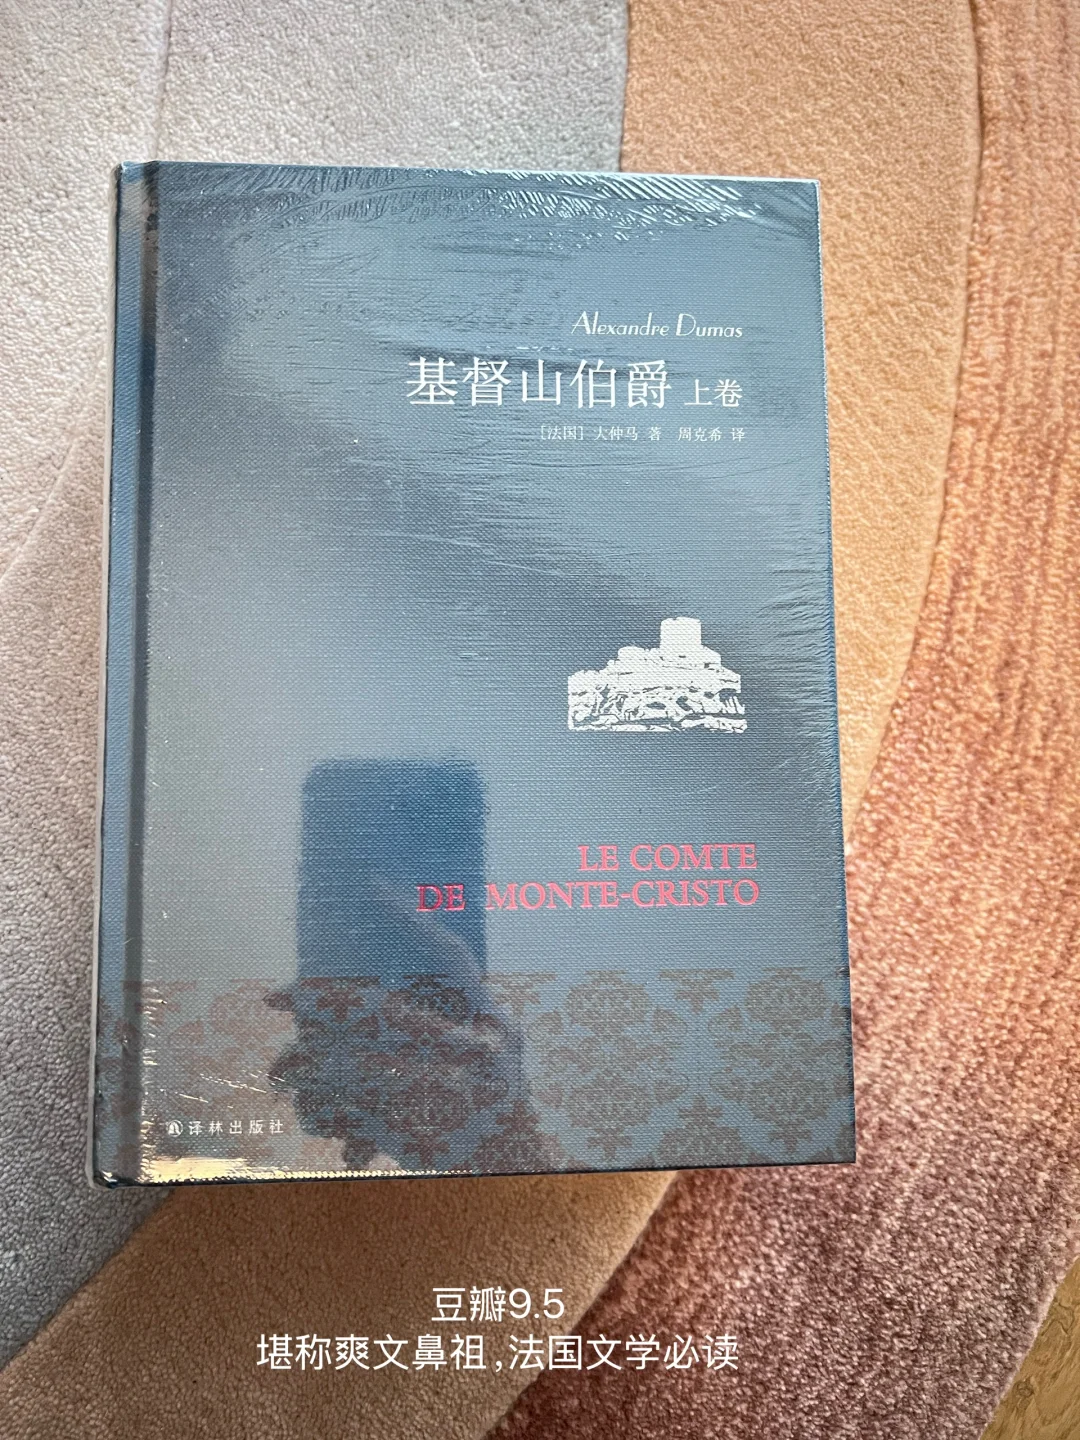 Alexandre Dumas
基督山伯爵 上卷
[法国] 大仲马 著 周克希 译
LE COMTE
DE MONTE-CRISTO
译林出版社
豆瓣9.5
堪称爽文鼻祖,法国文学必读